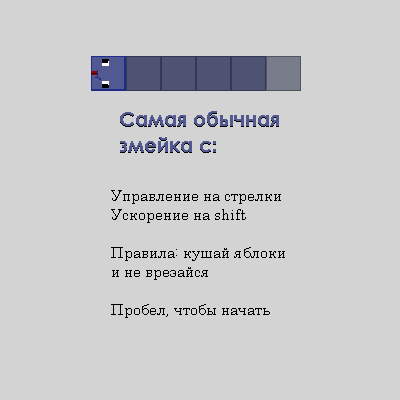 Самая обычная
змейка с:
Управление на стрелки
Ускорение на shift
Правила: кушай яблоки
и не врезайся
Пробел, чтобы начать